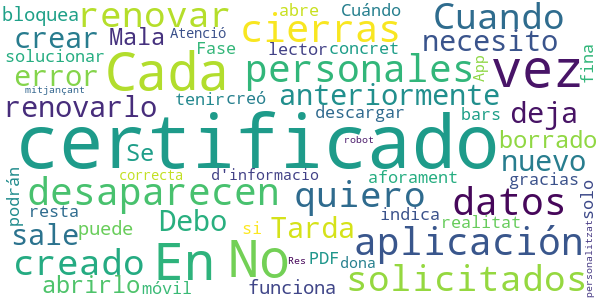 bloquea renovar abre Cuándo
crear Mala Atenció cierras Cuando
solucionar Fase lector concret necesito
error Cada personales vez fina
renovarlo tenir creó anteriormente App deja
mitjançant descargar bars
certificado borrado
robot
Se nuevo
correcta d'informacio aforament gracias
podrán desaparecen quiero datos solo
resta Debo indica
sale puede si Tarda realitat personalitzat
creado En No aplicación
Res PDF dona
abrirlo móvil funciona solicitados